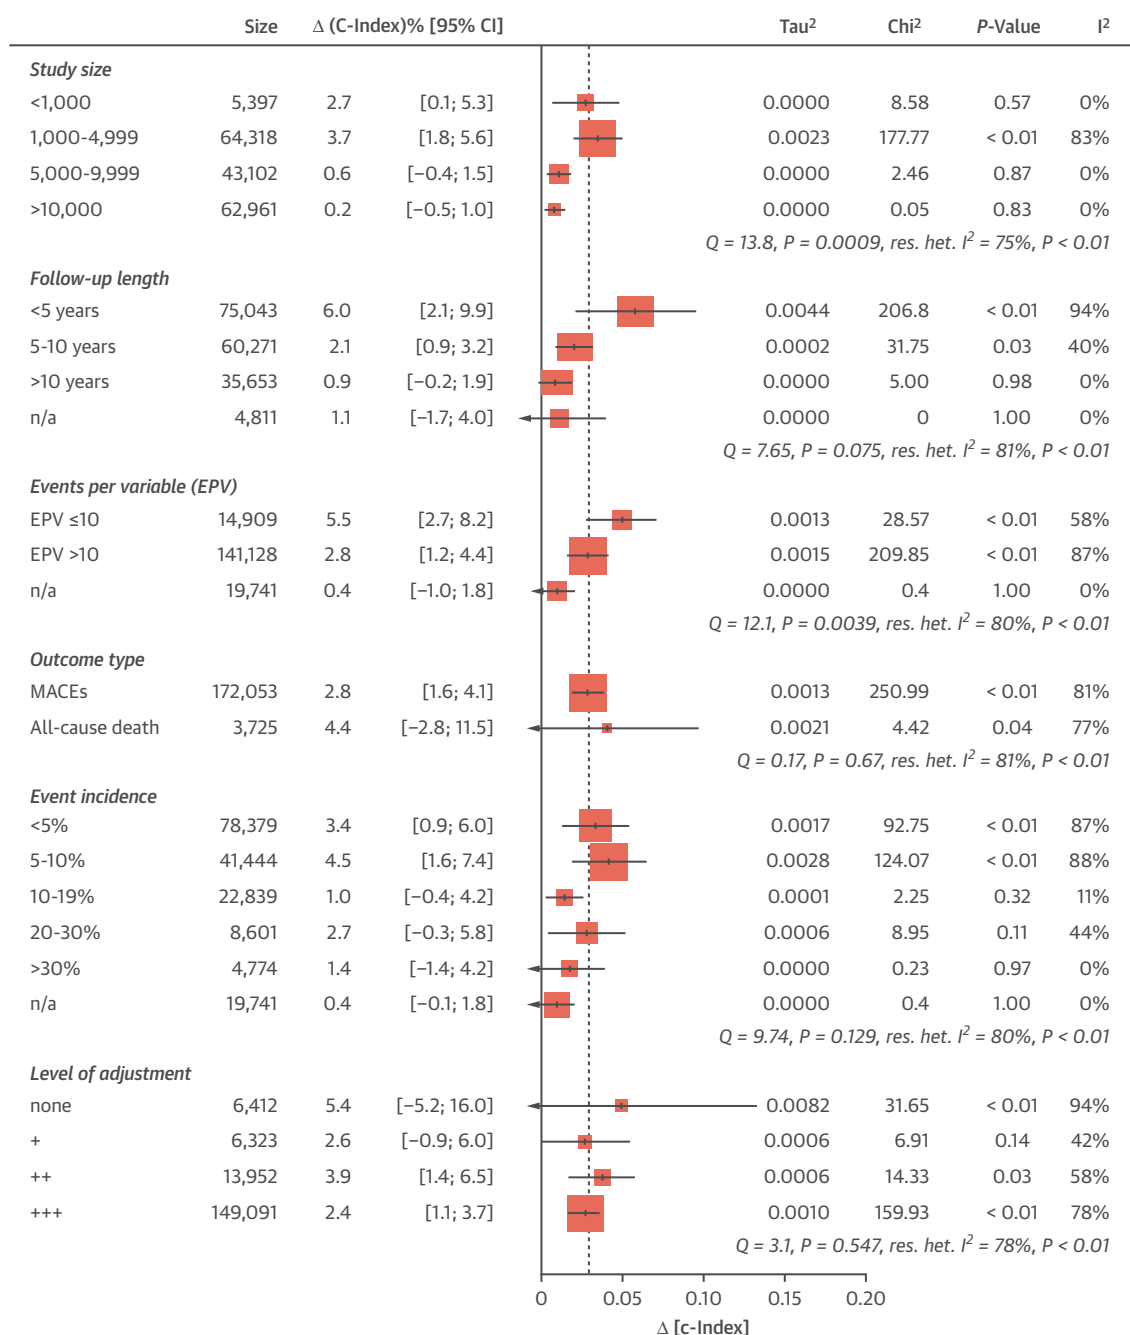 Size Δ (C-Index)% [95% CI] Tau² Chi² P-Value I²
Study size
<1,000 5,397 2.7 [0.1; 5.3] 0.0000 8.58 0.57 0%
1,000-4,999 64,318 3.7 [1.8; 5.6] 0.0023 177.77 < 0.01 83%
5,000-9,999 43,102 0.6 [−0.4; 1.5] 0.0000 2.46 0.87 0%
>10,000 62,961 0.2 [−0.5; 1.0] 0.0000 0.05 0.83 0%
Q = 13.8, P = 0.0009, res. het. I² = 75%, P < 0.01
Follow-up length
<5 years 75,043 6.0 [2.1; 9.9] 0.0044 206.8 < 0.01 94%
5-10 years 60,271 2.1 [0.9; 3.2] 0.0002 31.75 0.03 40%
>10 years 35,653 0.9 [−0.2; 1.9] 0.0000 5.00 0.98 0%
n/a 4,811 1.1 [−1.7; 4.0] 0.0000 0 1.00 0%
Q = 7.65, P = 0.075, res. het. I² = 81%, P < 0.01
Events per variable (EPV)
EPV ≤10 14,909 5.5 [2.7; 8.2] 0.0013 28.57 < 0.01 58%
EPV >10 141,128 2.8 [1.2; 4.4] 0.0015 209.85 < 0.01 87%
n/a 19,741 0.4 [−1.0; 1.8] 0.0000 0.4 1.00 0%
Q = 12.1, P = 0.0039, res. het. I² = 80%, P < 0.01
Outcome type
MACEs 172,053 2.8 [1.6; 4.1] 0.0013 250.99 < 0.01 81%
All-cause death 3,725 4.4 [−2.8; 11.5] 0.0021 4.42 0.04 77%
Q = 0.17, P = 0.67, res. het. I² = 81%, P < 0.01
Event incidence
<5% 78,379 3.4 [0.9; 6.0] 0.0017 92.75 < 0.01 87%
5-10% 41,444 4.5 [1.6; 7.4] 0.0028 124.07 < 0.01 88%
10-19% 22,839 1.0 [−0.4; 4.2] 0.0001 2.25 0.32 11%
20-30% 8,601 2.7 [−0.3; 5.8] 0.0006 8.95 0.11 44%
>30% 4,774 1.4 [−1.4; 4.2] 0.0000 0.23 0.97 0%
n/a 19,741 0.4 [−0.1; 1.8] 0.0000 0.4 1.00 0%
Q = 9.74, P = 0.129, res. het. I² = 80%, P < 0.01
Level of adjustment
none 6,412 5.4 [−5.2; 16.0] 0.0082 31.65 < 0.01 94%
+ 6,323 2.6 [−0.9; 6.0] 0.0006 6.91 0.14 42%
++ 13,952 3.9 [1.4; 6.5] 0.0006 14.33 0.03 58%
+++ 149,091 2.4 [1.1; 3.7] 0.0010 159.93 < 0.01 78%
Q = 3.1, P = 0.547, res. het. I² = 78%, P < 0.01
0 0.05 0.10 0.15 0.20
Δ [c-Index]